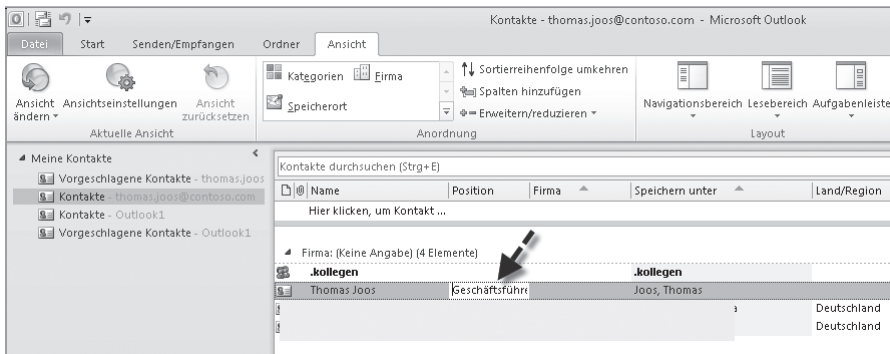 Kontakte - thomas.joos@contoso.com - Microsoft Outlook
Datei Start Senden/Empfangen Ordner Ansicht
Ansicht ändern
Ansichtseinstellungen
Ansicht zurücksetzen
Aktuelle Ansicht
Kategorien Firma
Speicherort
Sortierreihenfolge umkehren
Spalten hinzufügen
Erweitern/reduzieren
Anordnung
Navigationsbereich Lesebereich Aufgabenleiste
Layout
Meine Kontakte
Vorgeschlagene Kontakte - thomas.joos
Kontakte - thomas.joos@contoso.com
Kontakte - Outlook1
Vorgeschlagene Kontakte - Outlook1
Kontakte durchsuchen (Strg+E)
Name Position Firma Speichern unter Land/Region
Hier klicken, um Kontakt ...
Firma: (Keine Angabe) (4 Elemente)
.kollegen .kollegen
Thomas Joos Geschäftsführe Joos, Thomas
Deutschland
Deutschland